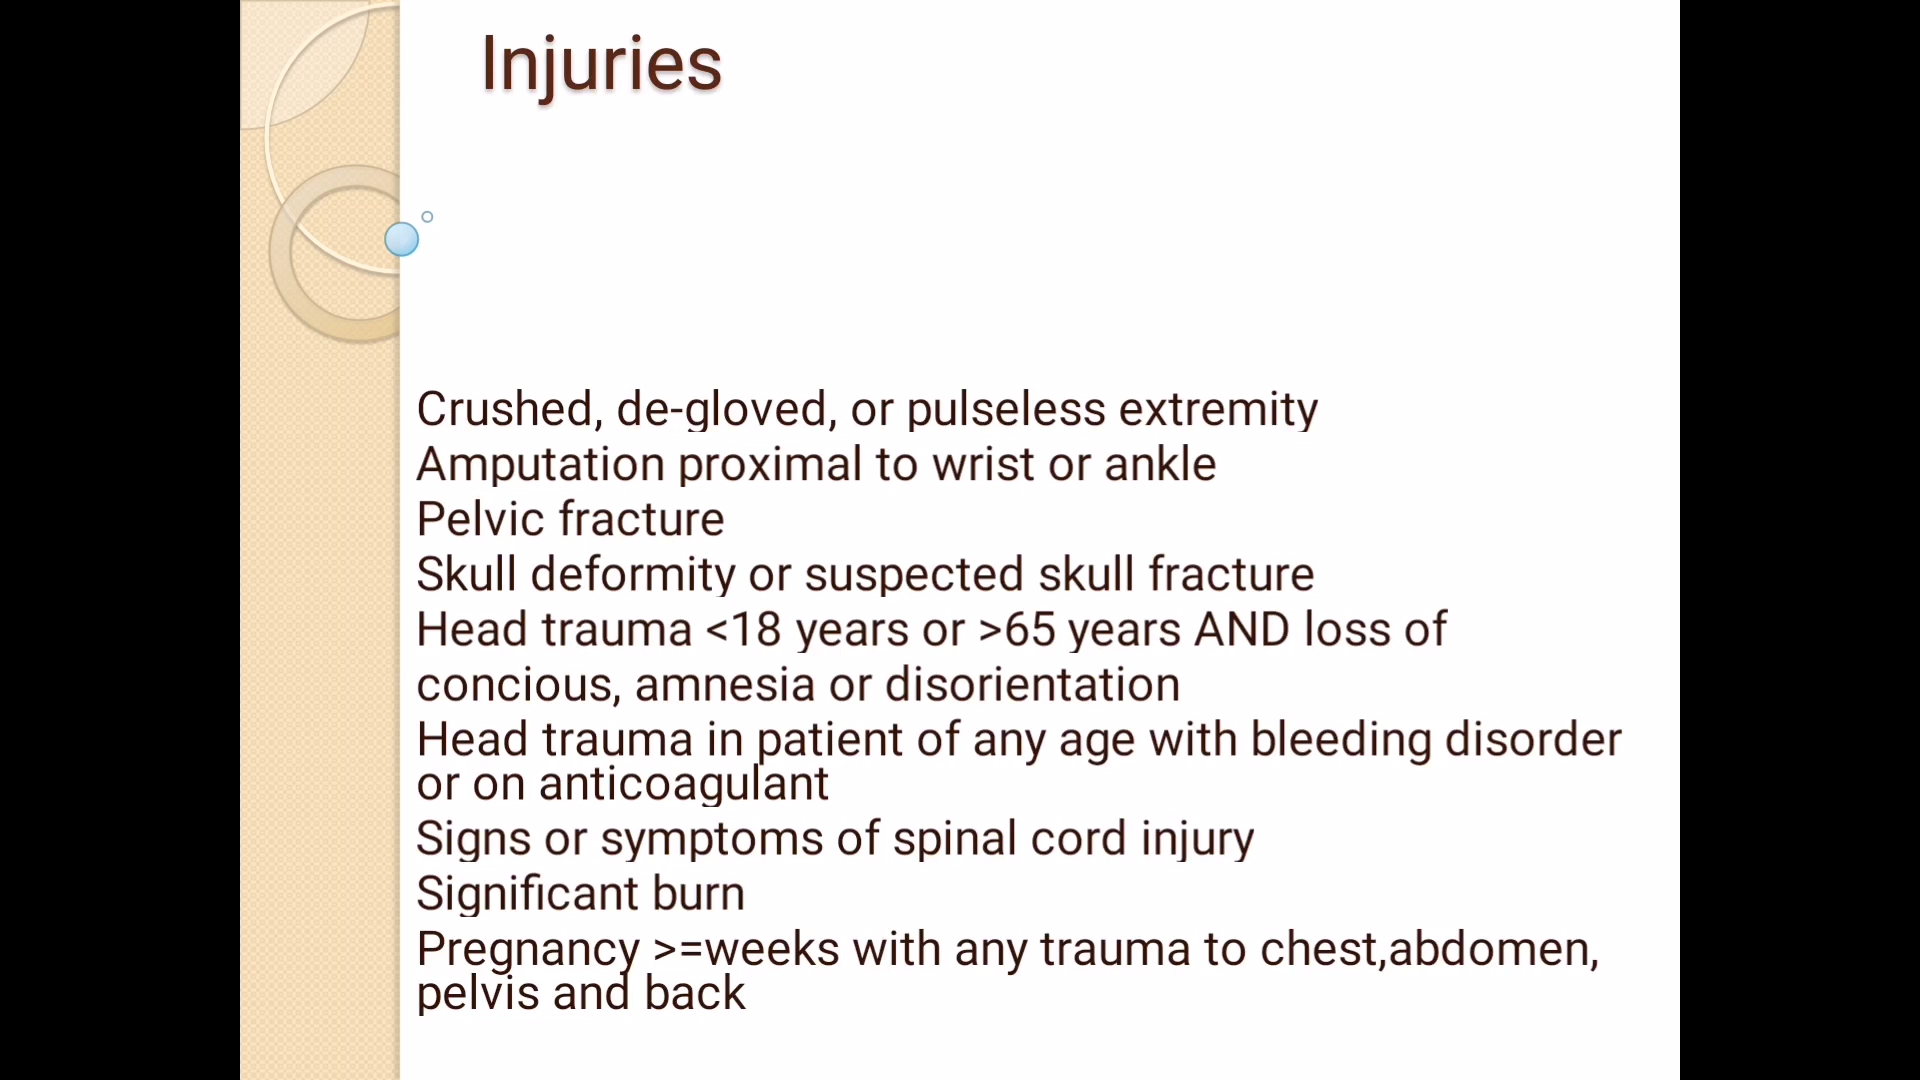 Injuries
Crushed, de-gloved, or pulseless extremity
Amputation proximal to wrist or ankle
Pelvic fracture
Skull deformity or suspected skull fracture
Head trauma <18 years or >65 years AND loss of
concious, amnesia or disorientation
Head trauma in patient of any age with bleeding disorder
or on anticoagulant
Signs or symptoms of spinal cord injury
Significant burn
Pregnancy >=weeks with any trauma to chest,abdomen,
pelvis and back